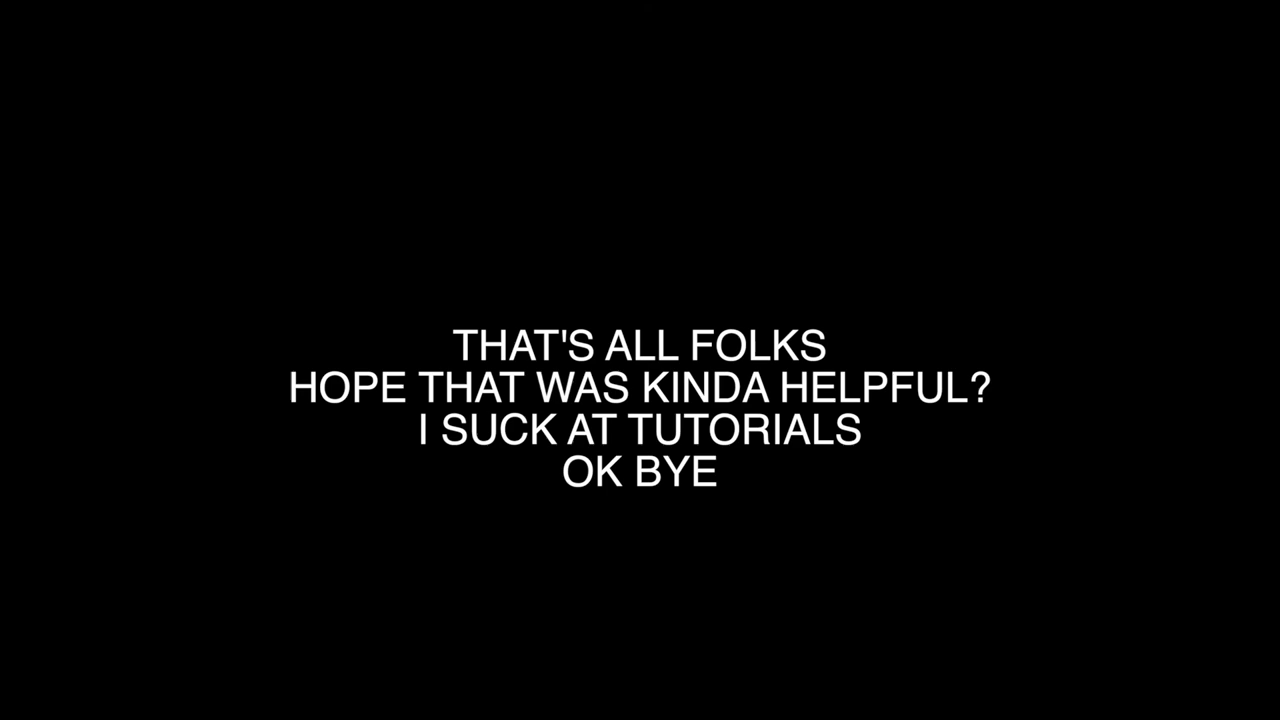 THAT'S ALL FOLKS
HOPE THAT WAS KINDA HELPFUL?
I SUCK AT TUTORIALS
OK BYE